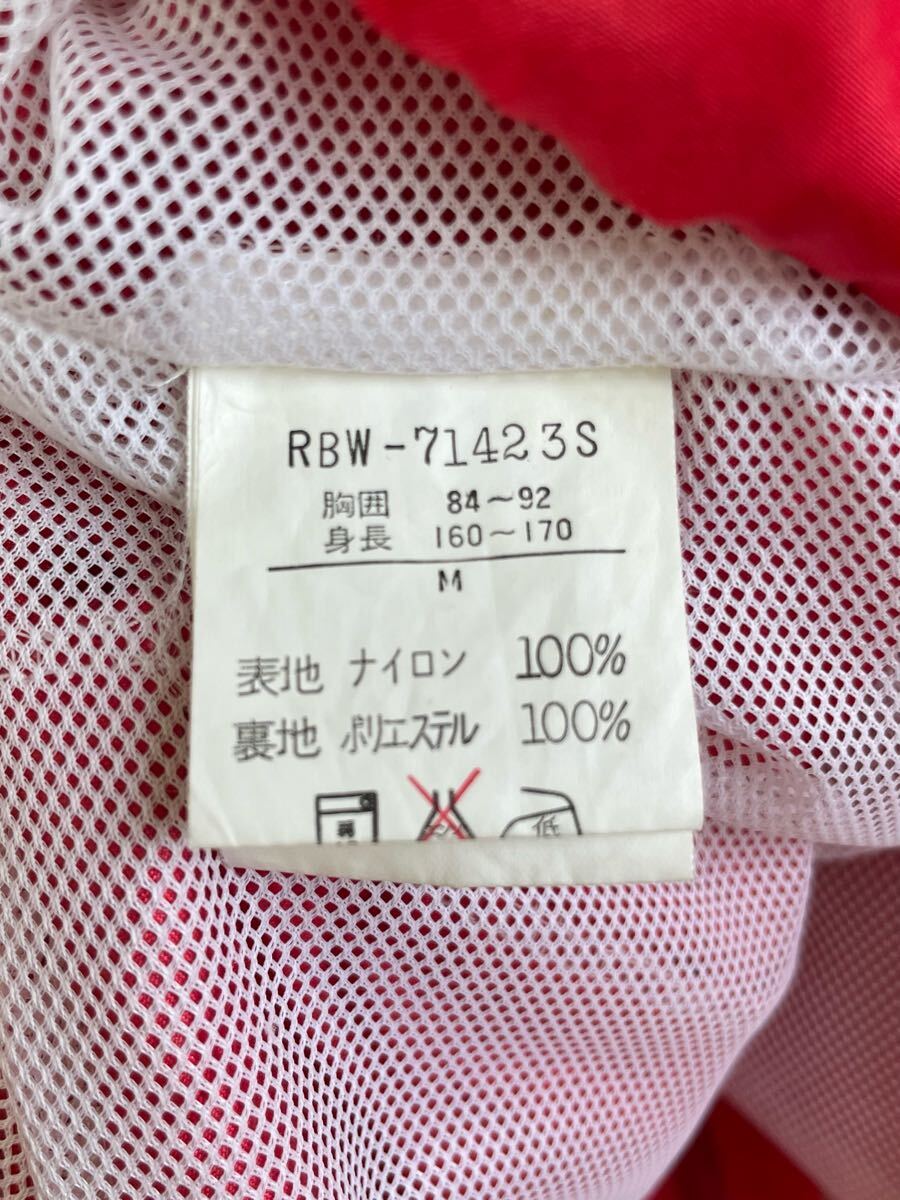 RBW-71423S
胸囲 84~92
身長 160~170
M
表地 ナイロン 100%
裏地 ポリエステル 100%
低